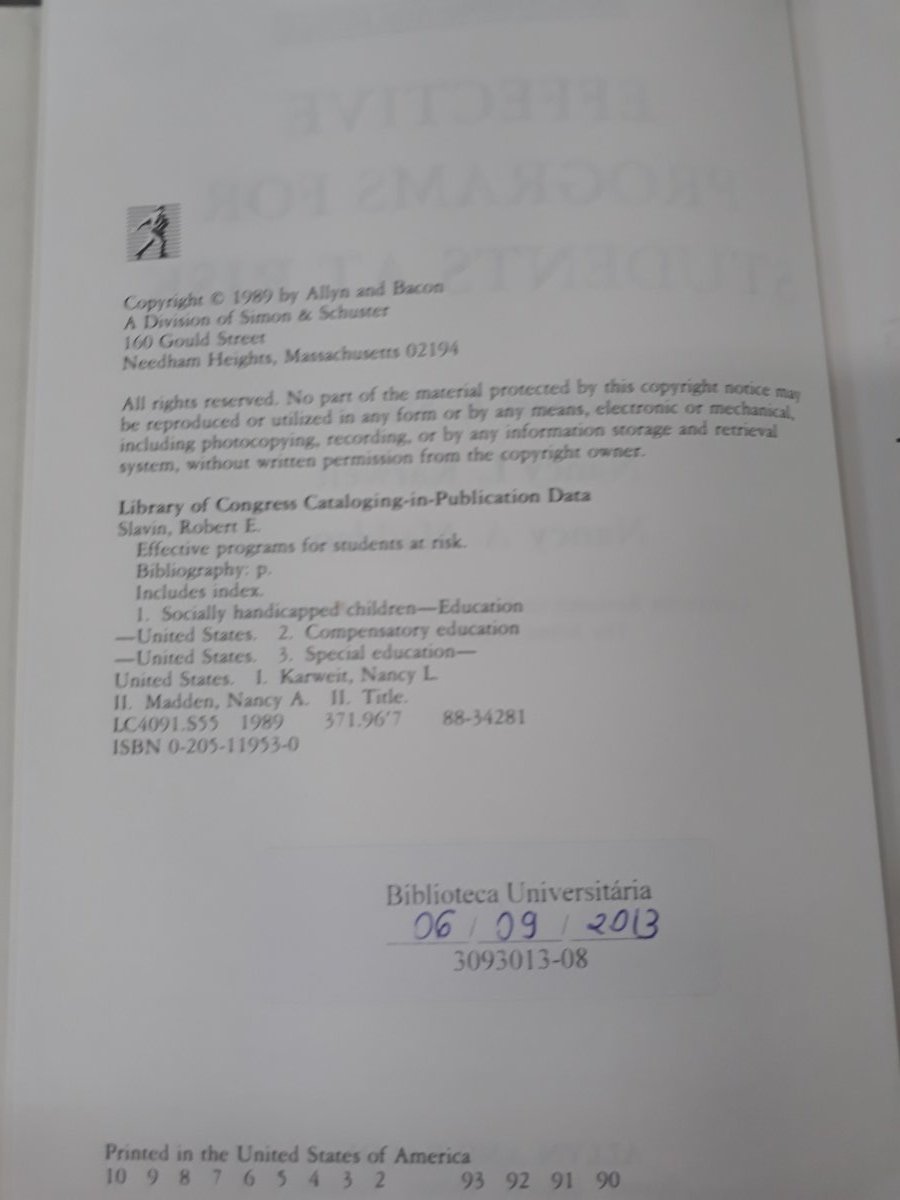 Copyright © 1989 by Allyn and Bacon
A Division of Simon & Schuster
160 Gould Street
Needham Heights, Massachusetts 02194
All rights reserved. No part of the material protected by this copyright notice may
be reproduced or utilized in any form or by any means, electronic or mechanical,
including photocopying, recording, or by any information storage and retrieval
system, without written permission from the copyright owner.
Library of Congress Cataloging-in-Publication Data
Slavin, Robert E.
Effective programs for students at risk.
Bibliography: p.
Includes index.
1. Socially handicapped children—Education
—United States. 2. Compensatory education
—United States. 3. Special education—
United States. I. Karweit, Nancy L.
II. Madden, Nancy A. II. Title.
LC4091.S55 1989 371.96'7 88-34281
ISBN 0-205-11953-0
Biblioteca Universitária
06 / 09 / 2013
3093013-08
Printed in the United States of America
10 9 8 7 6 5 4 3 2 93 92 91 90